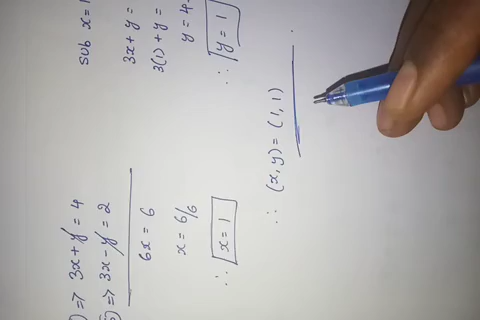 ⇒ 3x + y = 4
⇒ 3x - y = 2
6x = 6
x = 6/6
∴ x = 1
sub x = 1
3x + y =
3(1) + y =
y = 4 -
∴ y = 1
∴ (x, y) = (1, 1)